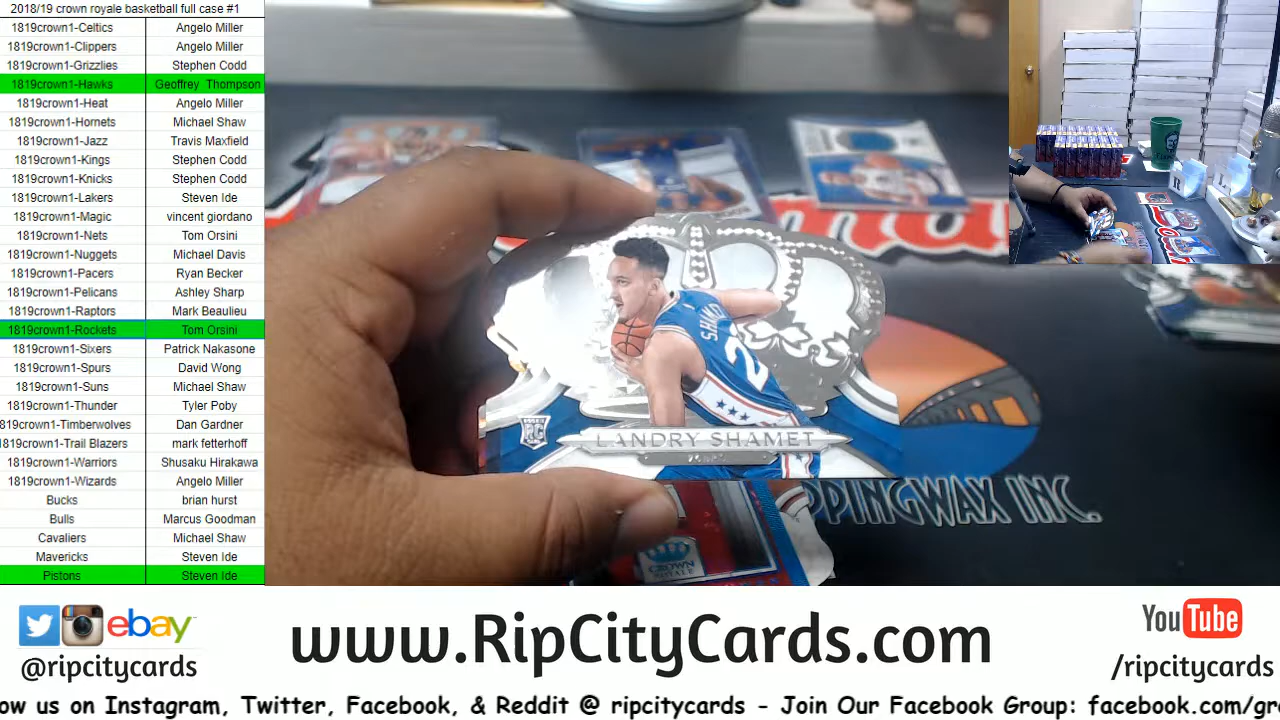 2018/19 crown royale basketball full case #1
1819crown1-Celtics Angelo Miller
1819crown1-Clippers Angelo Miller
1819crown1-Grizzlies Stephen Codd
1819crown1-Hawks Geoffrey Thompson
1819crown1-Heat Angelo Miller
1819crown1-Hornets Michael Shaw
1819crown1-Jazz Travis Maxfield
1819crown1-Kings Stephen Codd
1819crown1-Knicks Stephen Codd
1819crown1-Lakers Steven Ide
1819crown1-Magic vincent giordano
1819crown1-Nets Tom Orsini
1819crown1-Nuggets Michael Davis
1819crown1-Pacers Ryan Becker
1819crown1-Pelicans Ashley Sharp
1819crown1-Raptors Mark Beaulieu
1819crown1-Rockets Tom Orsini
1819crown1-Sixers Patrick Nakasone
1819crown1-Spurs David Wong
1819crown1-Suns Michael Shaw
1819crown1-Thunder Tyler Poby
1819crown1-Timberwolves Dan Gardner
1819crown1-Trail Blazers mark fetterhoff
1819crown1-Warriors Shusaku Hirakawa
1819crown1-Wizards Angelo Miller
Bucks brian hurst
Bulls Marcus Goodman
Cavaliers Michael Shaw
Mavericks Steven Ide
Pistons Steven Ide
SHAMET
2
RC
LANDRY SHAMET
CROWN
ROYALE
PPINGWAX INC.
ebay
@ripcitycards
www.RipCityCards.com
YouTube
/ripcitycards
ow us on Instagram, Twitter, Facebook, & Reddit @ ripcitycards - Join Our Facebook Group: facebook.com/gr